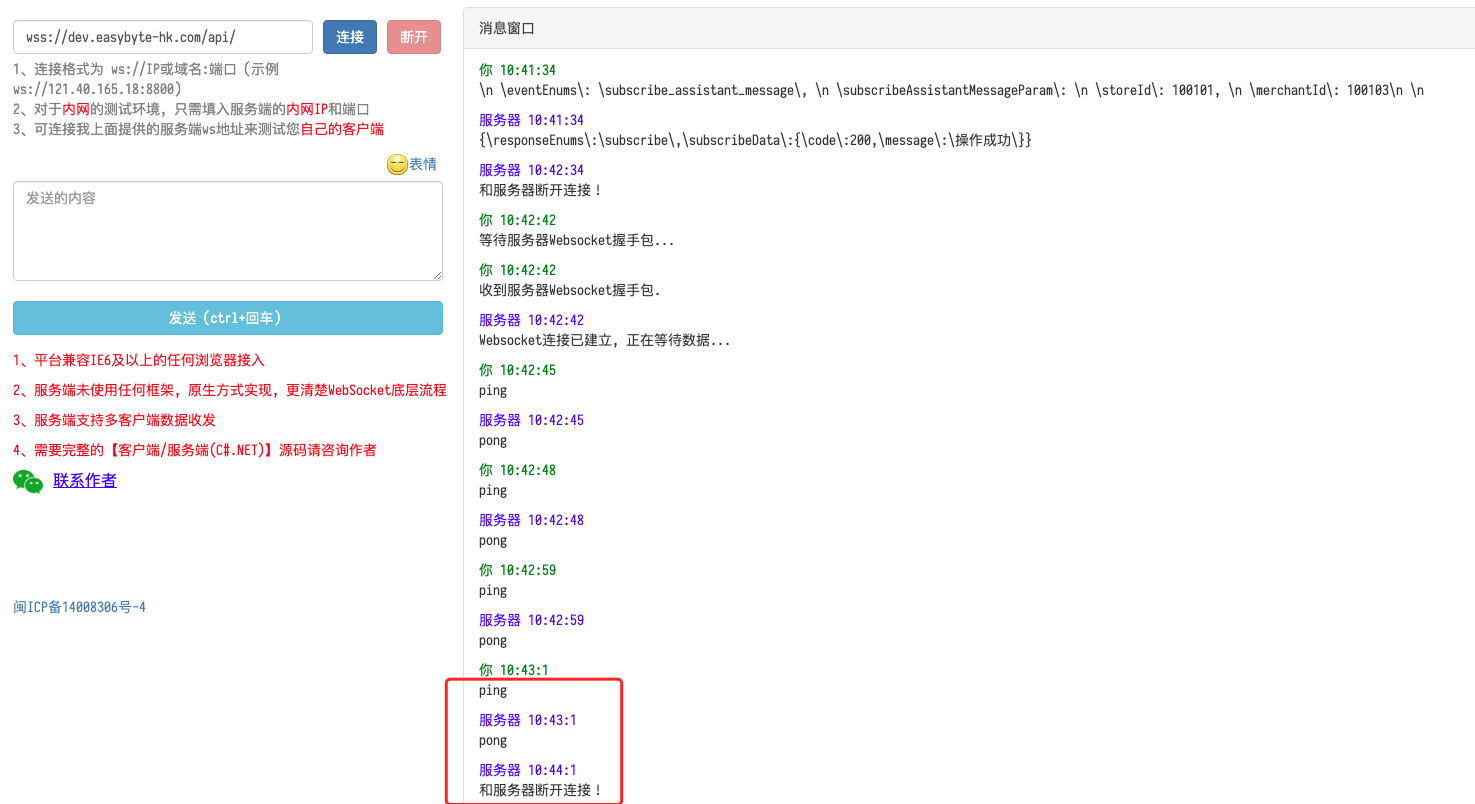 wss://dev.easybyte-hk.com/api/
连接
断开
1、连接格式为 ws://IP或域名:端口（示例
ws://121.40.165.18:8800）
2、对于内网的测试环境，只需填入服务端的内网IP和端口
3、可连接我上面提供的服务端ws地址来测试您自己的客户端
表情
发送的内容
发送（ctrl+回车）
1、平台兼容IE6及以上的任何浏览器接入
2、服务端未使用任何框架，原生方式实现，更清楚WebSocket底层流程
3、服务端支持多客户端数据收发
4、需要完整的【客户端/服务端(C#.NET)】源码请咨询作者
联系作者
闽ICP备14008306号-4
消息窗口
你 10:41:34
\n \eventEnums\: \subscribe_assistant_message\, \n \subscribeAssistantMessageParam\: \n \storeId\: 100101, \n \merchantId\: 100103\n \n
服务器 10:41:34
{\responseEnums\:\subscribe\,\subscribeData\:{\code\:200,\message\:\操作成功\}}
服务器 10:42:34
和服务器断开连接！
你 10:42:42
等待服务器Websocket握手包...
你 10:42:42
收到服务器Websocket握手包.
服务器 10:42:42
Websocket连接已建立，正在等待数据...
你 10:42:45
ping
服务器 10:42:45
pong
你 10:42:48
ping
服务器 10:42:48
pong
你 10:42:59
ping
服务器 10:42:59
pong
你 10:43:1
ping
服务器 10:43:1
pong
服务器 10:44:1
和服务器断开连接！